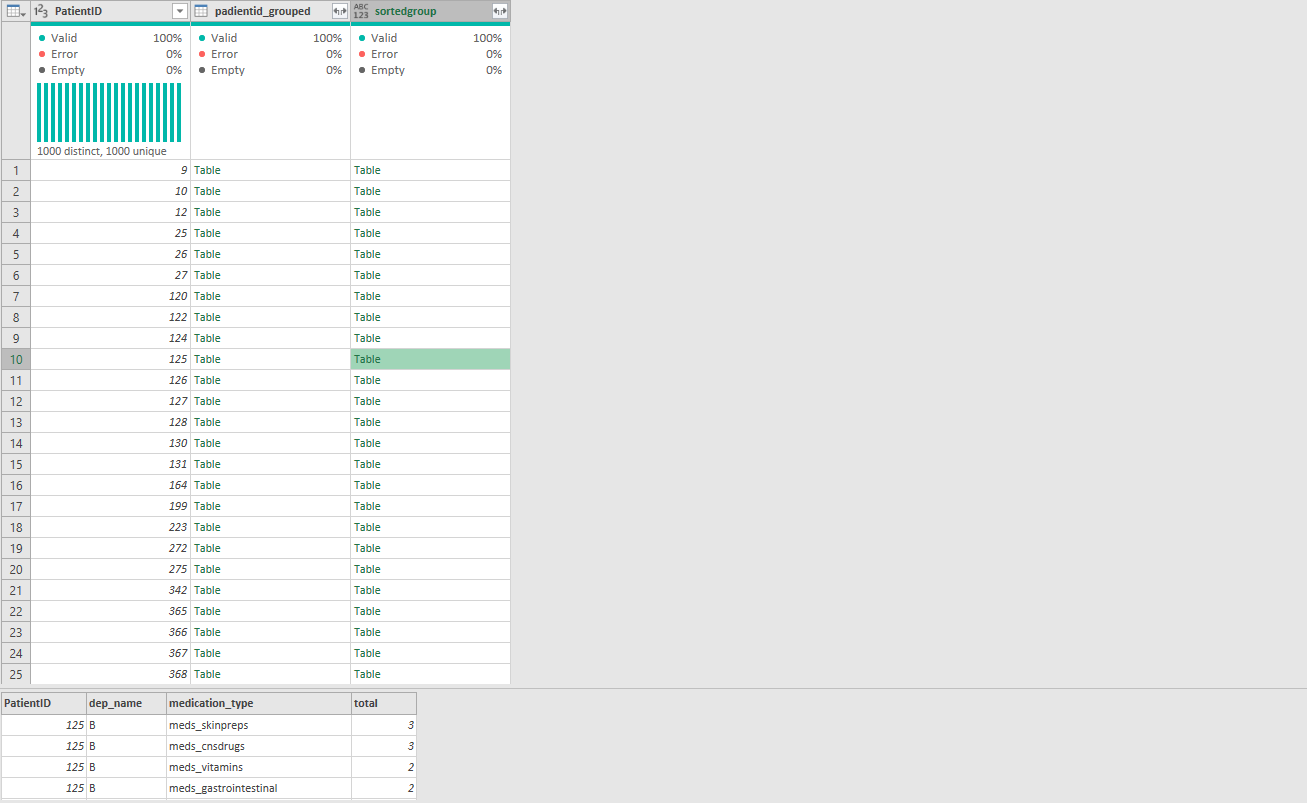 1 2 3 PatientID padientid_grouped ABC 123 sortedgroup
Valid 100% Valid 100% Valid 100%
Error 0% Error 0% Error 0%
Empty 0% Empty 0% Empty 0%
1000 distinct, 1000 unique
1 9 Table Table
2 10 Table Table
3 12 Table Table
4 25 Table Table
5 26 Table Table
6 27 Table Table
7 120 Table Table
8 122 Table Table
9 124 Table Table
10 125 Table Table
11 126 Table Table
12 127 Table Table
13 128 Table Table
14 130 Table Table
15 131 Table Table
16 164 Table Table
17 199 Table Table
18 223 Table Table
19 272 Table Table
20 275 Table Table
21 342 Table Table
22 365 Table Table
23 366 Table Table
24 367 Table Table
25 368 Table Table
PatientID dep_name medication_type total
125 B meds_skinpreps 3
125 B meds_cnsdrugs 3
125 B meds_vitamins 2
125 B meds_gastrointestinal 2